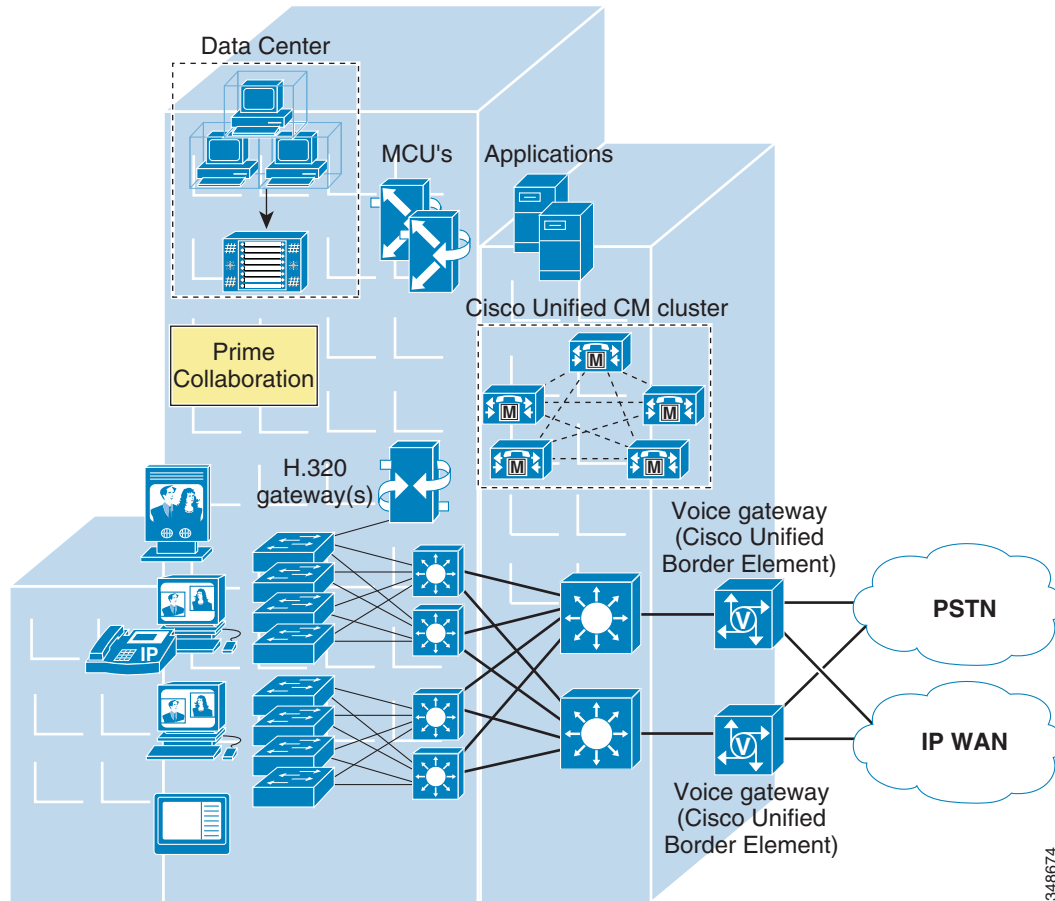 Data Center
MCU's
Applications
Cisco Unified CM cluster
Prime
Collaboration
M
M
M
M
M
H.320
gateway(s)
Voice gateway
(Cisco Unified
Border Element)
IP
V
PSTN
V
IP WAN
Voice gateway
(Cisco Unified
Border Element)
348674